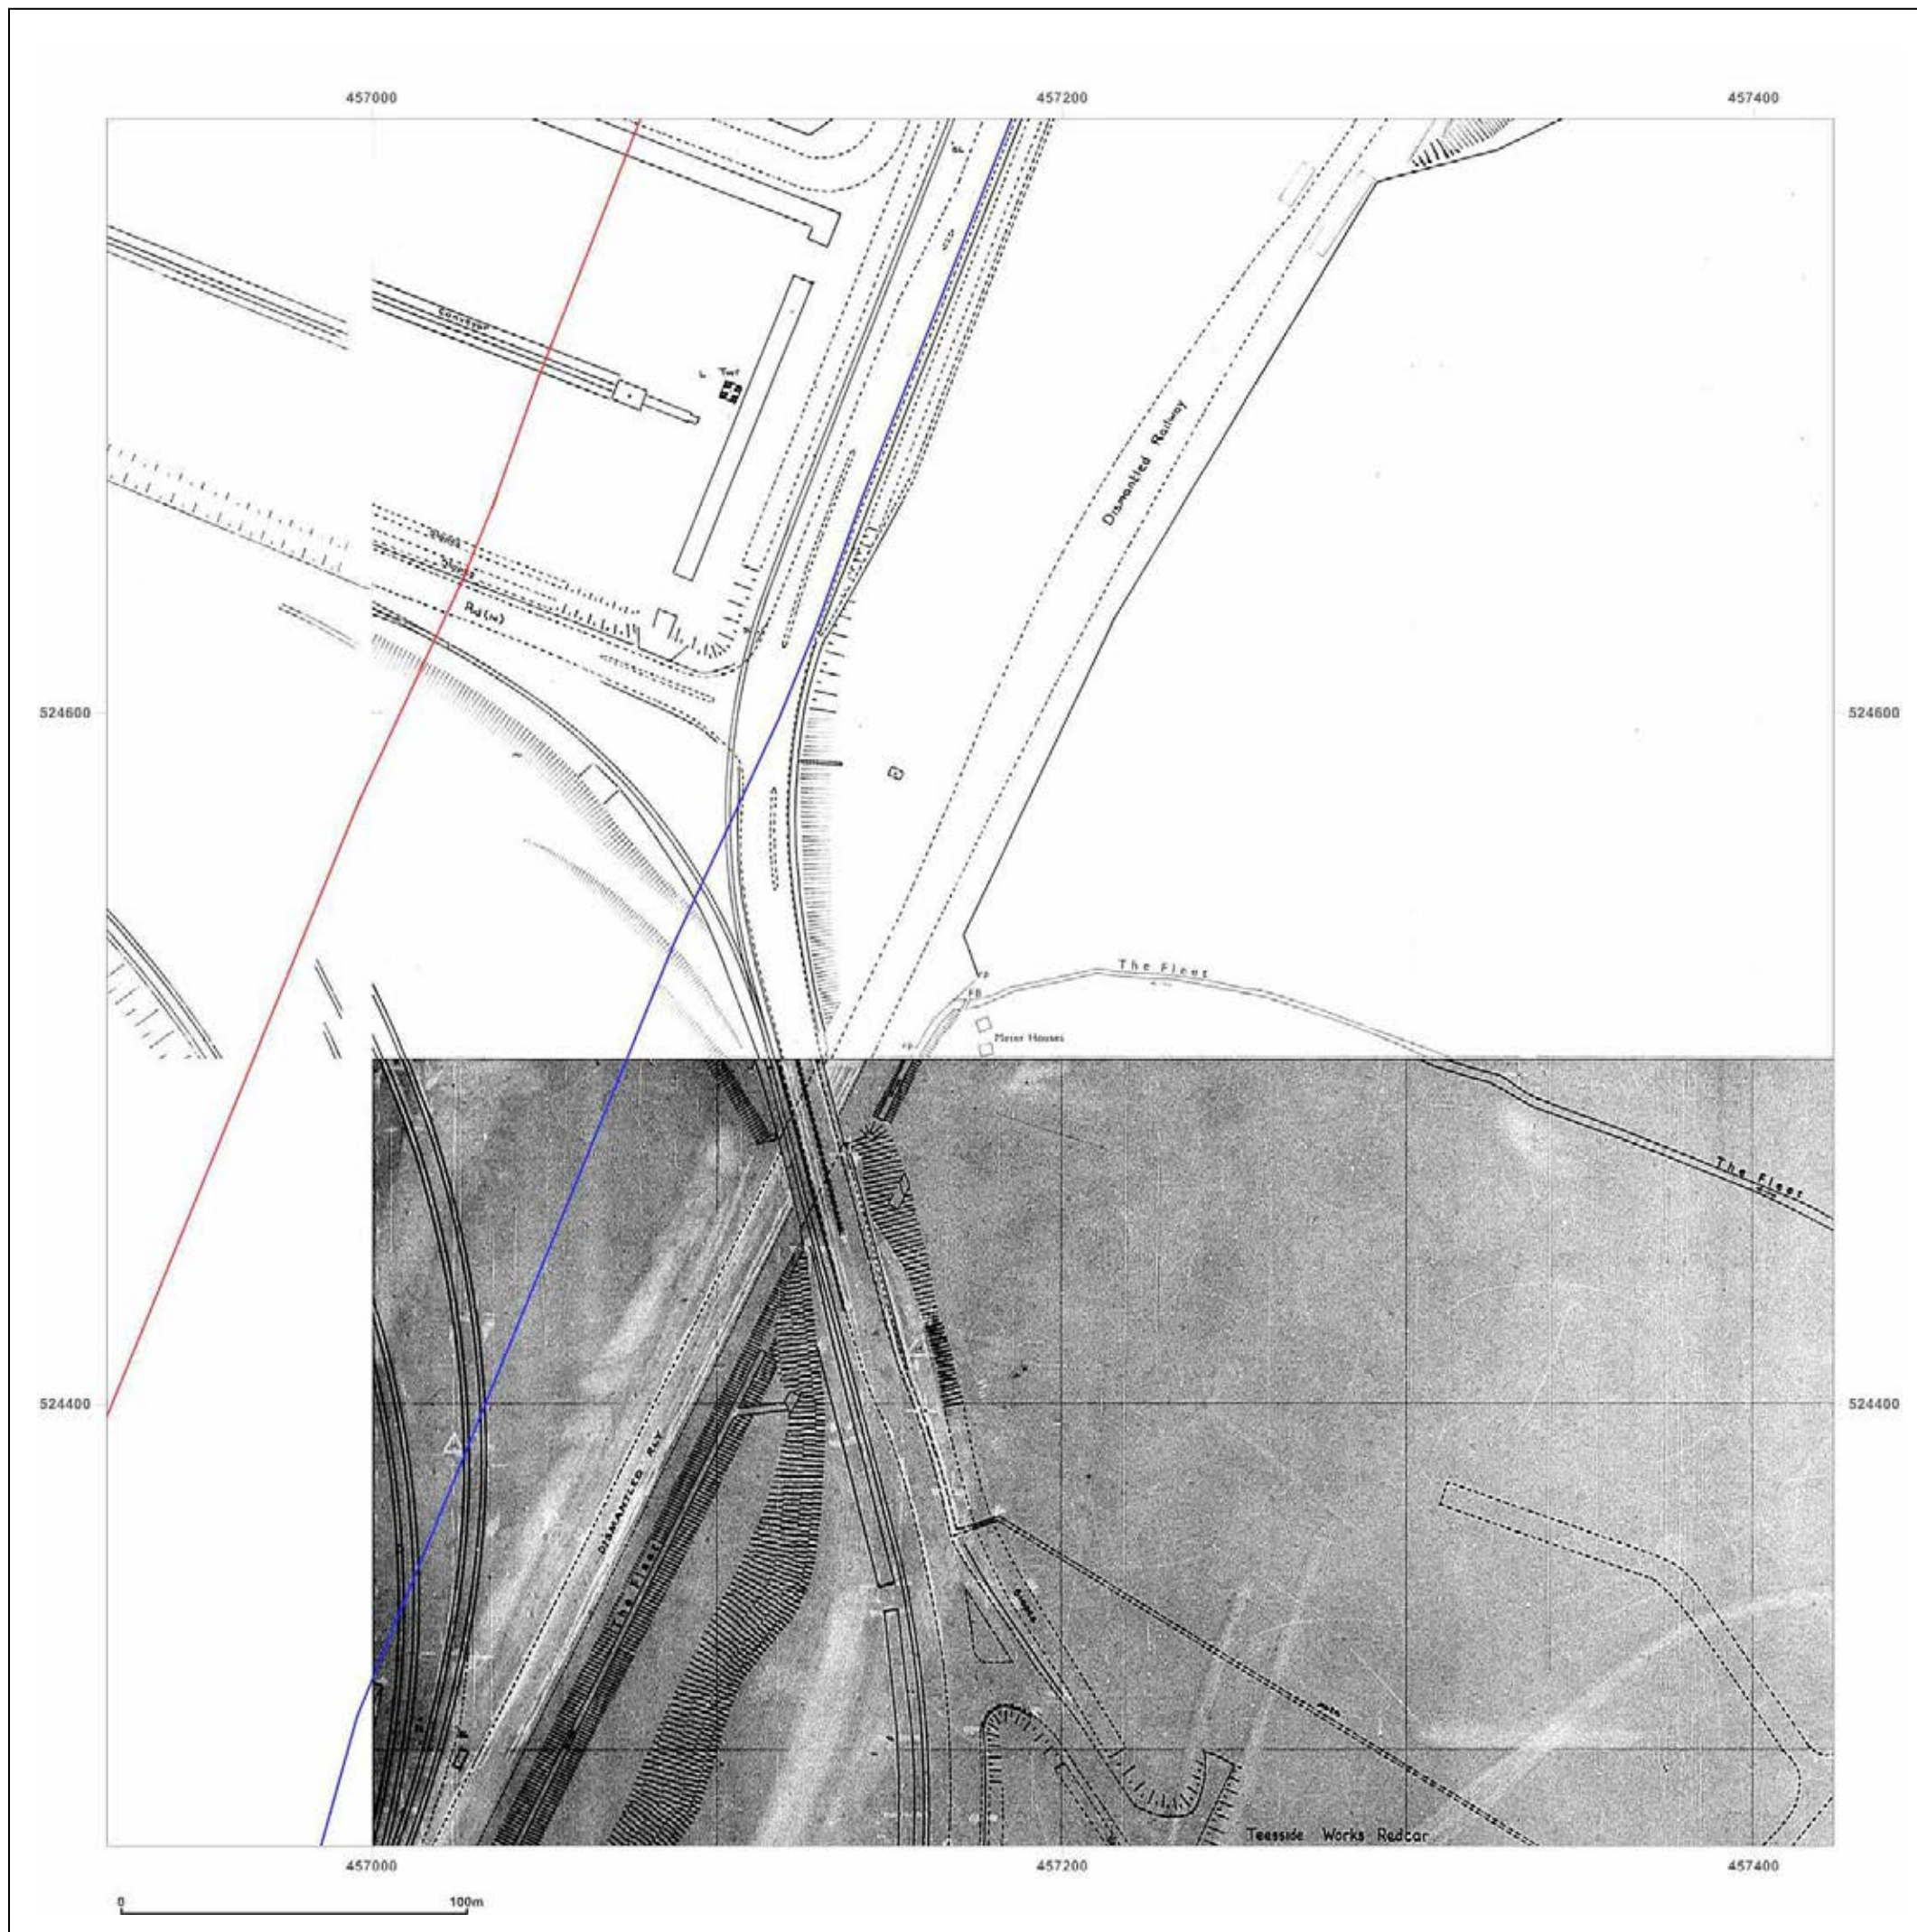 457000
457200
457400
Conveyor
Dismantled Railway
Rd (W)
524600
524600
The Fleet
FB
Meter Houses
The Fleet
524400
524400
DISMANTLED RLY
The Fleet
Teesside Works Redcar
457000
457200
457400
0
100m